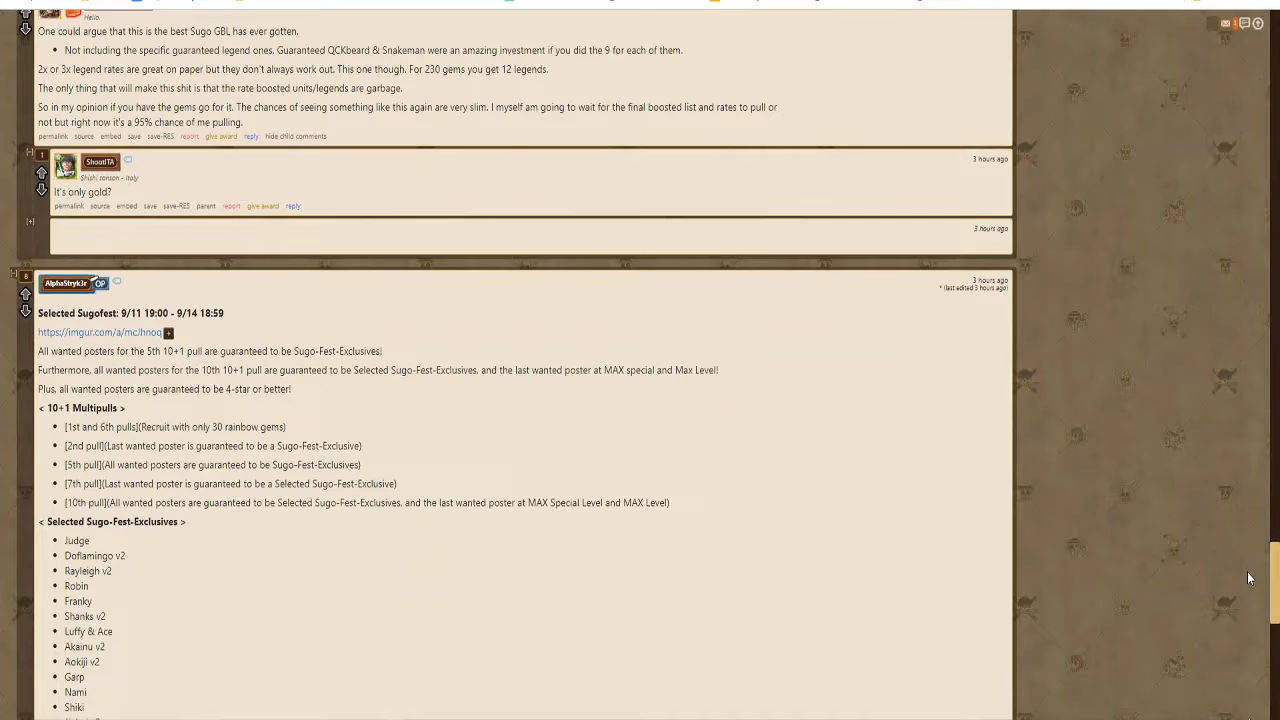 Hello.
One could argue that this is the best Sugo GBL has ever gotten.
• Not including the specific guaranteed legend ones. Guaranteed QCKbeard & Snakeman were an amazing investment if you did the 9 for each of them.
2x or 3x legend rates are great on paper but they don't always work out. This one though. For 230 gems you get 12 legends.
The only thing that will make this shit is that the rate boosted units/legends are garbage.
So in my opinion if you have the gems go for it. The chances of seeing something like this again are very slim. I myself am going to wait for the final boosted list and rates to pull or
not but right now it's a 95% chance of me pulling.
permalink source embed save save-RES report give award reply hide child comments
[-] 1 ShootITA 3 hours ago
Shishi sonson - Italy
It's only gold?
permalink source embed save save-RES parent report give award reply
[+] 3 hours ago
[-] 8 AlphaStryk3r OP 3 hours ago
* (last edited 3 hours ago)
Selected Sugofest: 9/11 19:00 - 9/14 18:59
https://imgur.com/a/mcJhnoq
All wanted posters for the 5th 10+1 pull are guaranteed to be Sugo-Fest-Exclusives!
Furthermore, all wanted posters for the 10th 10+1 pull are guaranteed to be Selected Sugo-Fest-Exclusives, and the last wanted poster at MAX special and Max Level!
Plus, all wanted posters are guaranteed to be 4-star or better!
< 10+1 Multipulls >
• [1st and 6th pulls](Recruit with only 30 rainbow gems)
• [2nd pull](Last wanted poster is guaranteed to be a Sugo-Fest-Exclusive)
• [5th pull](All wanted posters are guaranteed to be Sugo-Fest-Exclusives)
• [7th pull](Last wanted poster is guaranteed to be a Selected Sugo-Fest-Exclusive)
• [10th pull](All wanted posters are guaranteed to be Selected Sugo-Fest-Exclusives, and the last wanted poster at MAX Special Level and MAX Level)
< Selected Sugo-Fest-Exclusives >
• Judge
• Doflamingo v2
• Rayleigh v2
• Robin
• Franky
• Shanks v2
• Luffy & Ace
• Akainu v2
• Aokiji v2
• Garp
• Nami
• Shiki